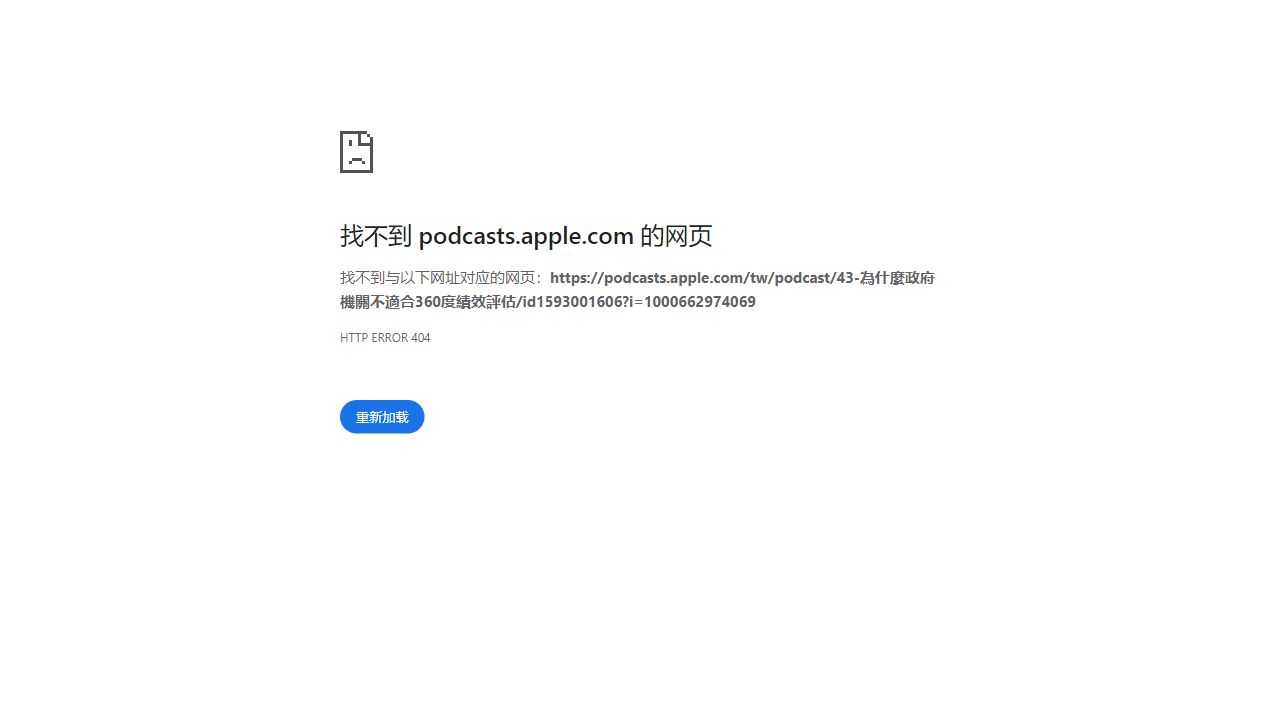 找不到 podcasts.apple.com 的网页
找不到与以下网址对应的网页：https://podcasts.apple.com/tw/podcast/43-為什麼政府
機關不適合360度績效評估/id1593001606?i=1000662974069
HTTP ERROR 404
重新加载